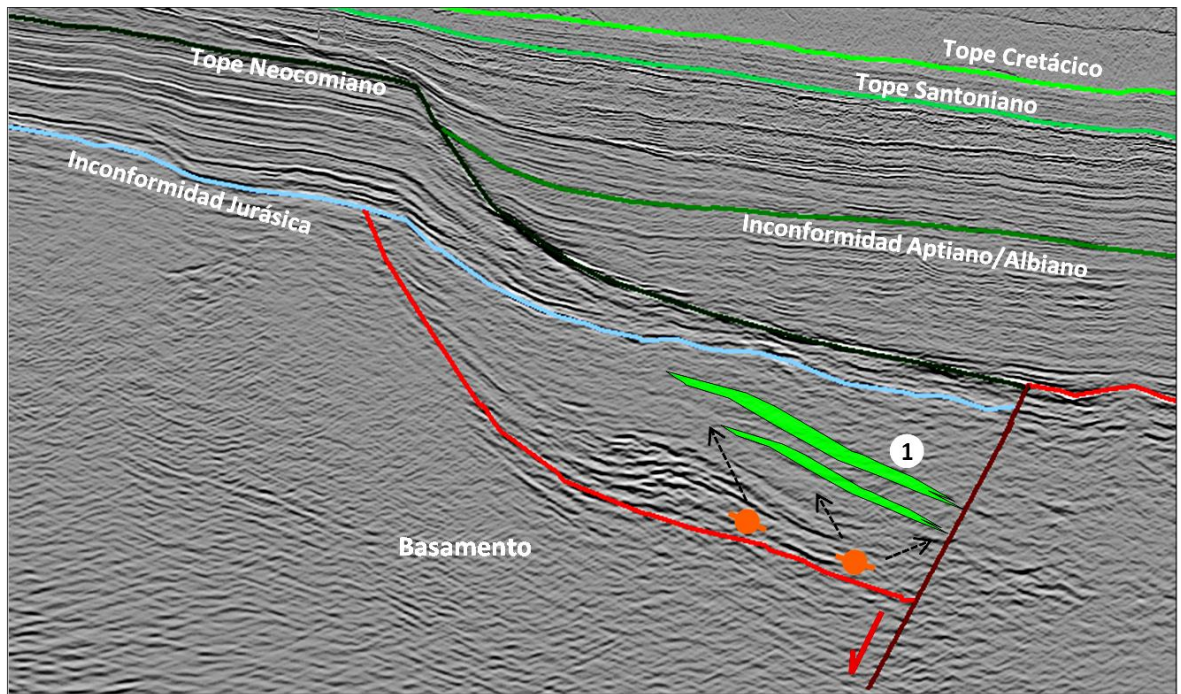 Tope Cretácico
Tope Neocomiano
Tope Santoniano
Inconformidad Jurásica
Inconformidad Aptiano/Albiano
1
Basamento